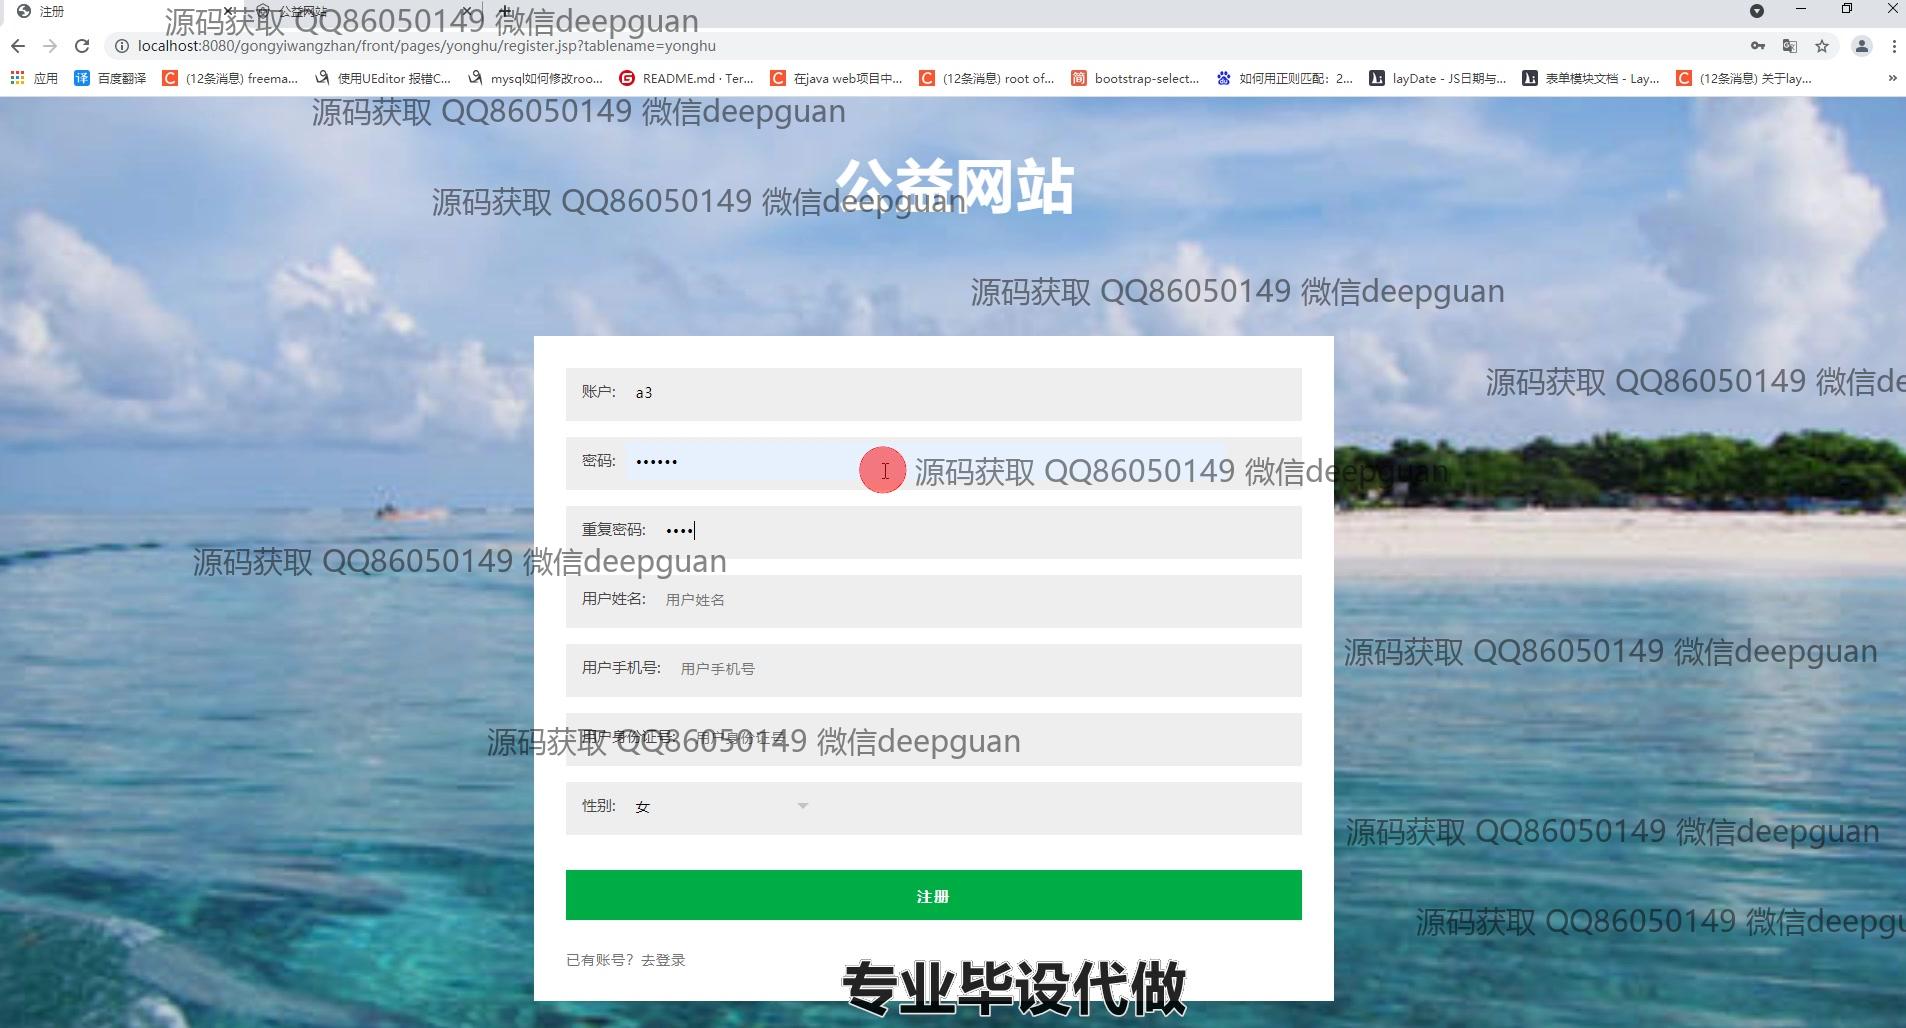 注册
公益网站
源码获取 QQ86050149 微信deepguan
localhost:8080/gongyiwangzhan/front/pages/yonghu/register.jsp?tablename=yonghu
应用 百度翻译 (12条消息) freema... 使用UEditor 报错C... mysql如何修改roo... README.md · Ter... 在java web项目中... (12条消息) root of... bootstrap-select... 如何用正则匹配：2... layDate - JS日期与... 表单模块文档 - Lay... (12条消息) 关于lay...
源码获取 QQ86050149 微信deepguan
公益网站
源码获取 QQ86050149 微信deepguan
源码获取 QQ86050149 微信deepguan
源码获取 QQ86050149 微信de
账户: a3
密码: ••••••
源码获取 QQ86050149 微信deepguan
重复密码: ••••
源码获取 QQ86050149 微信deepguan
用户姓名: 用户姓名
源码获取 QQ86050149 微信deepguan
用户手机号: 用户手机号
用户身份证号: 用户身份证号
源码获取 QQ86050149 微信deepguan
性别: 女
源码获取 QQ86050149 微信deepguan
注册
源码获取 QQ86050149 微信deepgu
已有账号？去登录
专业毕设代做